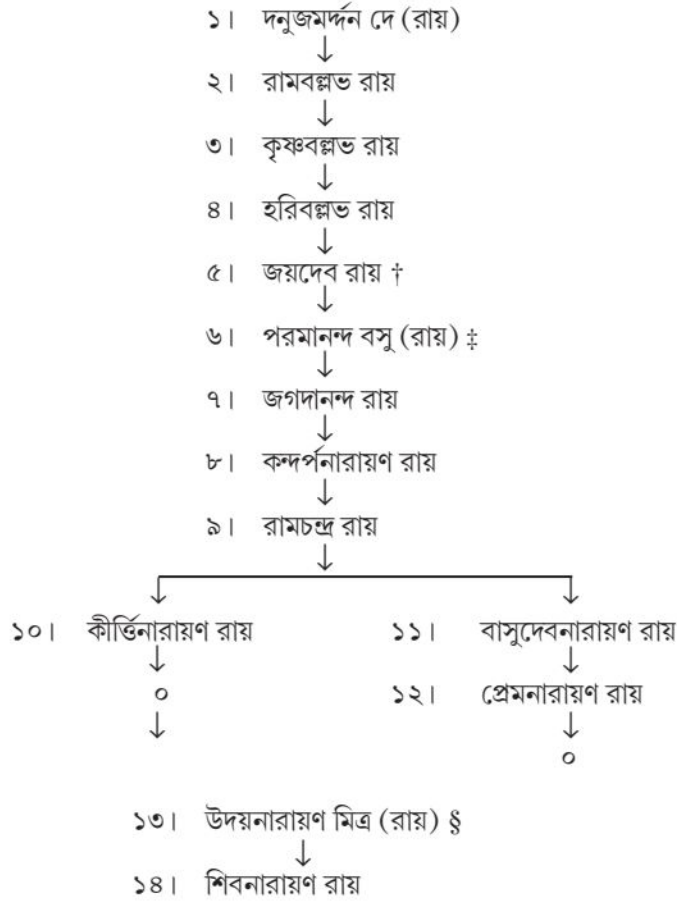 ১। দনুজমর্দ্দন দে (রায়)
↓
২। রামবল্লভ রায়
↓
৩। কৃষ্ণবল্লভ রায়
↓
৪। হরিবল্লভ রায়
↓
৫। জয়দেব রায় †
↓
৬। পরমানন্দ বসু (রায়) ‡
↓
৭। জগদানন্দ রায়
↓
৮। কন্দর্পনারায়ণ রায়
↓
৯। রামচন্দ্র রায়
↓
↓ ↓
১০। কীর্ত্তিনারায়ণ রায় ১১। বাসুদেবনারায়ণ রায়
↓ ↓
০ ১২। প্রেমনারায়ণ রায়
↓ ↓
০
১৩। উদয়নারায়ণ মিত্র (রায়) §
↓
১৪। শিবনারায়ণ রায়